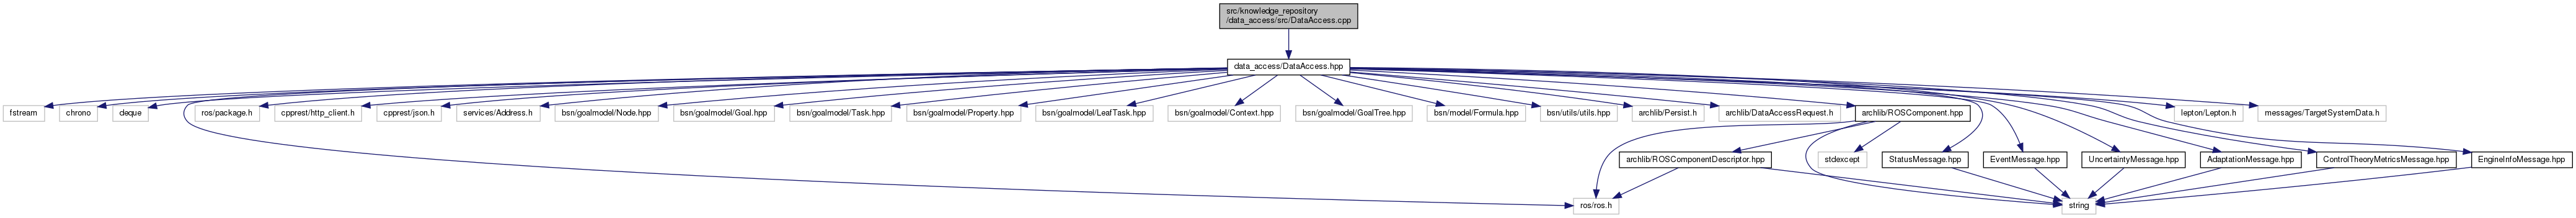 src/knowledge_repository
/data_access/src/DataAccess.cpp
data_access/DataAccess.hpp
fstream
chrono
deque
ros/package.h
cpprest/http_client.h
cpprest/json.h
services/Address.h
bsn/goalmodel/Node.hpp
bsn/goalmodel/Goal.hpp
bsn/goalmodel/Task.hpp
bsn/goalmodel/Property.hpp
bsn/goalmodel/LeafTask.hpp
bsn/goalmodel/Context.hpp
bsn/goalmodel/GoalTree.hpp
bsn/model/Formula.hpp
bsn/utils/utils.hpp
archlib/Persist.h
archlib/DataAccessRequest.h
archlib/ROSComponent.hpp
lepton/Lepton.h
messages/TargetSystemData.h
archlib/ROSComponentDescriptor.hpp
stdexcept
StatusMessage.hpp
EventMessage.hpp
UncertaintyMessage.hpp
AdaptationMessage.hpp
ControlTheoryMetricsMessage.hpp
EngineInfoMessage.hpp
ros/ros.h
string